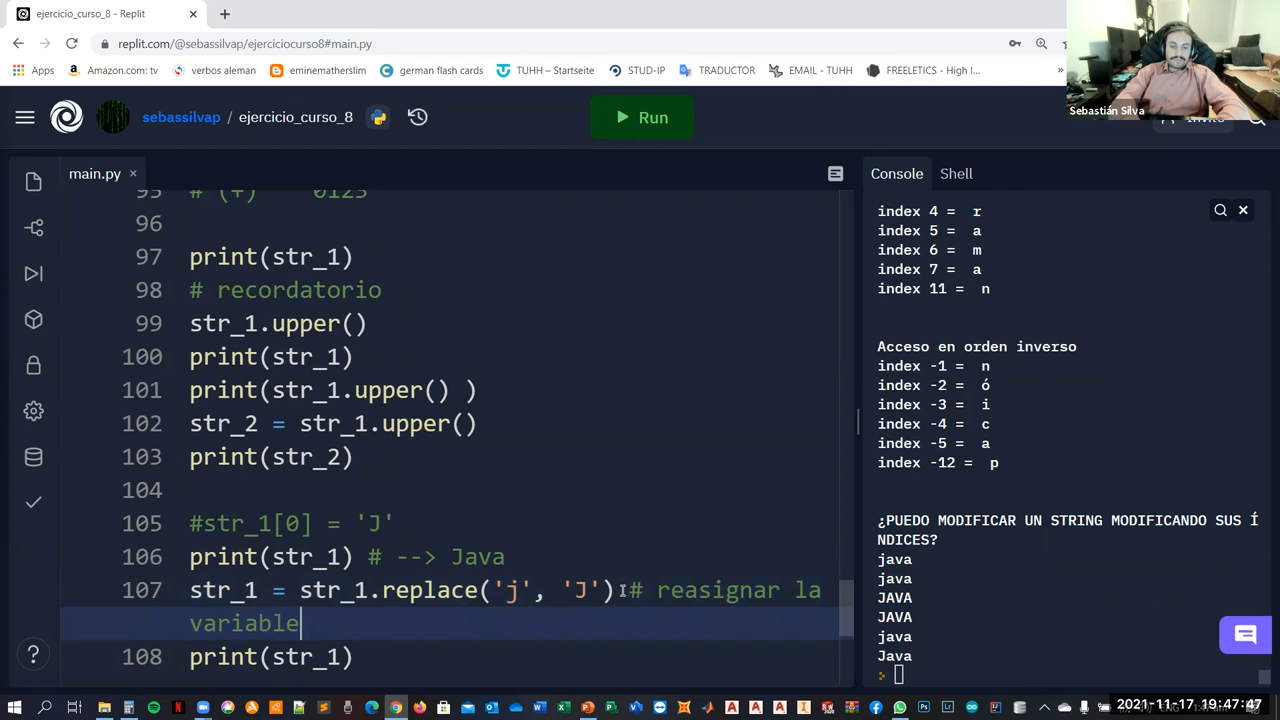 ejercicio_curso_8 - Replit
replit.com/@sebassilvap/ejerciciocurso8#main.py
Apps
Amazon.com: tv
verbos aleman
eminematherslim
german flash cards
TUHH – Startseite
STUD-IP
TRADUCTOR
EMAIL - TUHH
FREELETICS - High I...
»
Sebastián Silva
sebassilvap / ejercicio_curso_8
Run
main.py
95 # (+) 0123
96
97 print(str_1)
98 # recordatorio
99 str_1.upper()
100 print(str_1)
101 print(str_1.upper() )
102 str_2 = str_1.upper()
103 print(str_2)
104
105 #str_1[0] = 'J'
106 print(str_1) # --> Java
107 str_1 = str_1.replace('j', 'J') # reasignar la
variable
108 print(str_1)
Console Shell
index 4 = r
index 5 = a
index 6 = m
index 7 = a
index 11 = n
Acceso en orden inverso
index -1 = n
index -2 = ó
index -3 = i
index -4 = c
index -5 = a
index -12 = p
¿PUEDO MODIFICAR UN STRING MODIFICANDO SUS Í
NDICES?
java
java
JAVA
JAVA
java
Java
2021-11-17 19:47:47